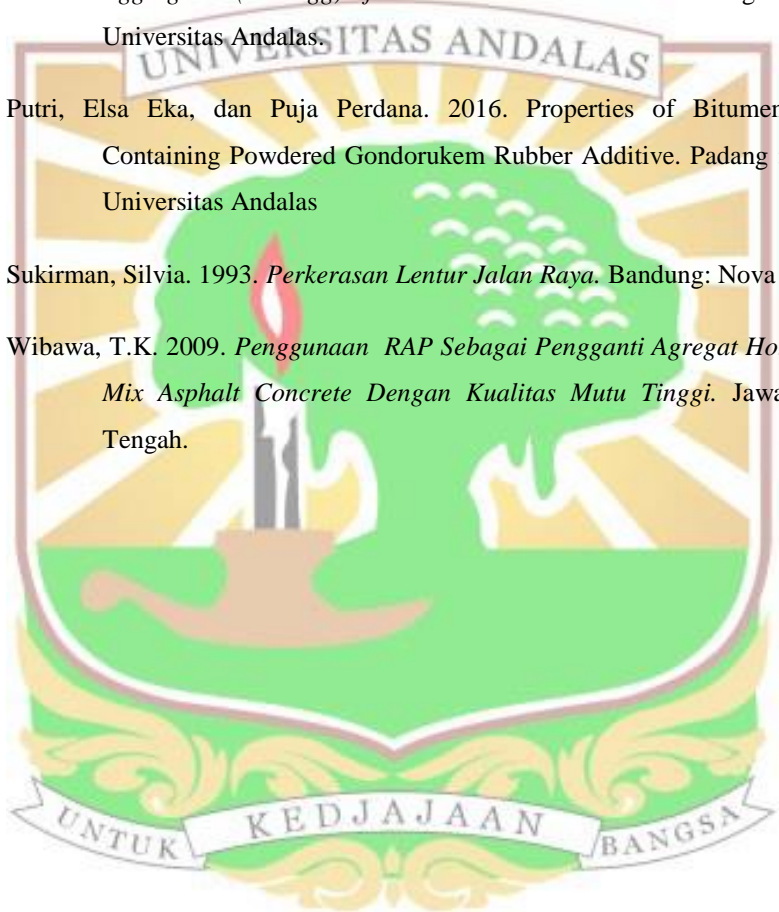 Universitas Andalas.
UNIVERSITAS ANDALAS
Putri, Elsa Eka, dan Puja Perdana. 2016. Properties of Bitumen
Containing Powdered Gondorukem Rubber Additive. Padang
Universitas Andalas
Sukirman, Silvia. 1993. Perkerasan Lentur Jalan Raya. Bandung: Nova
Wibawa, T.K. 2009. Penggunaan RAP Sebagai Pengganti Agregat Ho
Mix Asphalt Concrete Dengan Kualitas Mutu Tinggi. Jawa
Tengah.
UNTUK KEDJAJAAN BANGSA